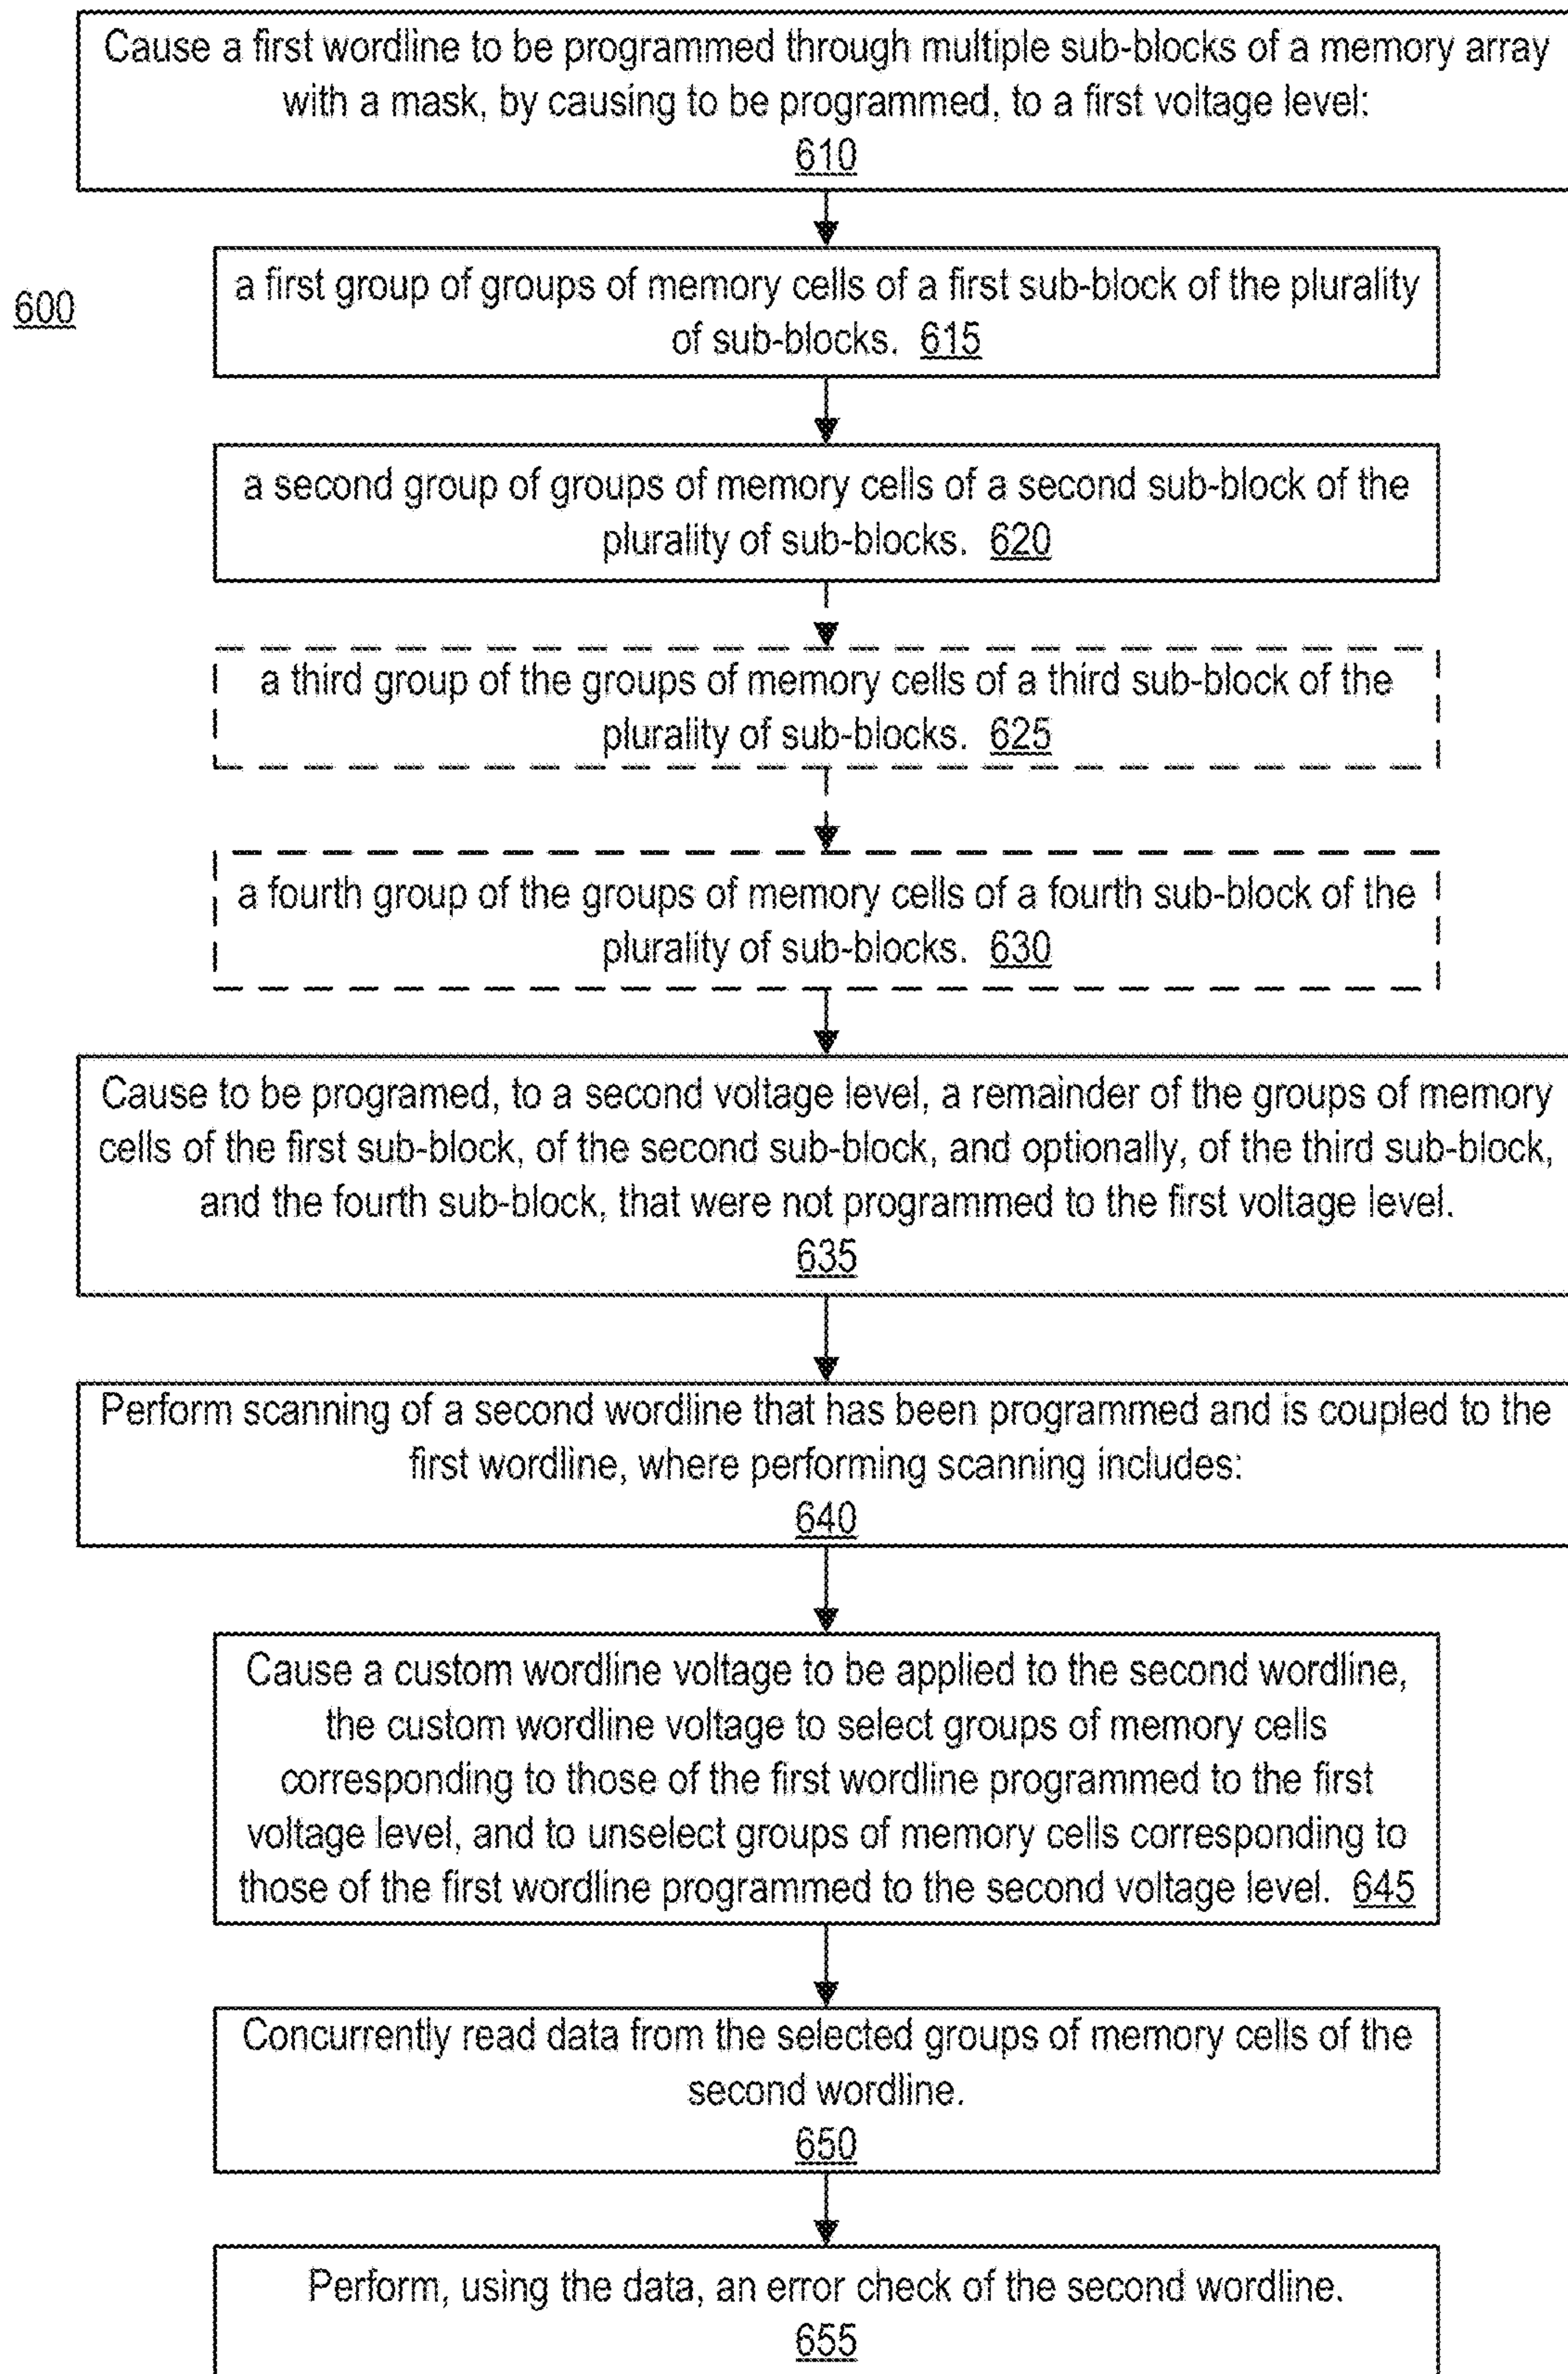 Cause a first wordline to be programmed through multiple sub-blocks of a memory array
with a mask, by causing to be programmed, to a first voltage level:
610
600
a first group of groups of memory cells of a first sub-block of the plurality
of sub-blocks. 615
a second group of groups of memory cells of a second sub-block of the
plurality of sub-blocks. 620
a third group of the groups of memory cells of a third sub-block of the
plurality of sub-blocks. 625
a fourth group of the groups of memory cells of a fourth sub-block of the
plurality of sub-blocks. 630
Cause to be programed, to a second voltage level, a remainder of the groups of memory
cells of the first sub-block, of the second sub-block, and optionally, of the third sub-block,
and the fourth sub-block, that were not programmed to the first voltage level.
635
Perform scanning of a second wordline that has been programmed and is coupled to the
first wordline, where performing scanning includes:
640
Cause a custom wordline voltage to be applied to the second wordline,
the custom wordline voltage to select groups of memory cells
corresponding to those of the first wordline programmed to the first
voltage level, and to unselect groups of memory cells corresponding to
those of the first wordline programmed to the second voltage level. 645
Concurrently read data from the selected groups of memory cells of the
second wordline.
650
Perform, using the data, an error check of the second wordline.
655